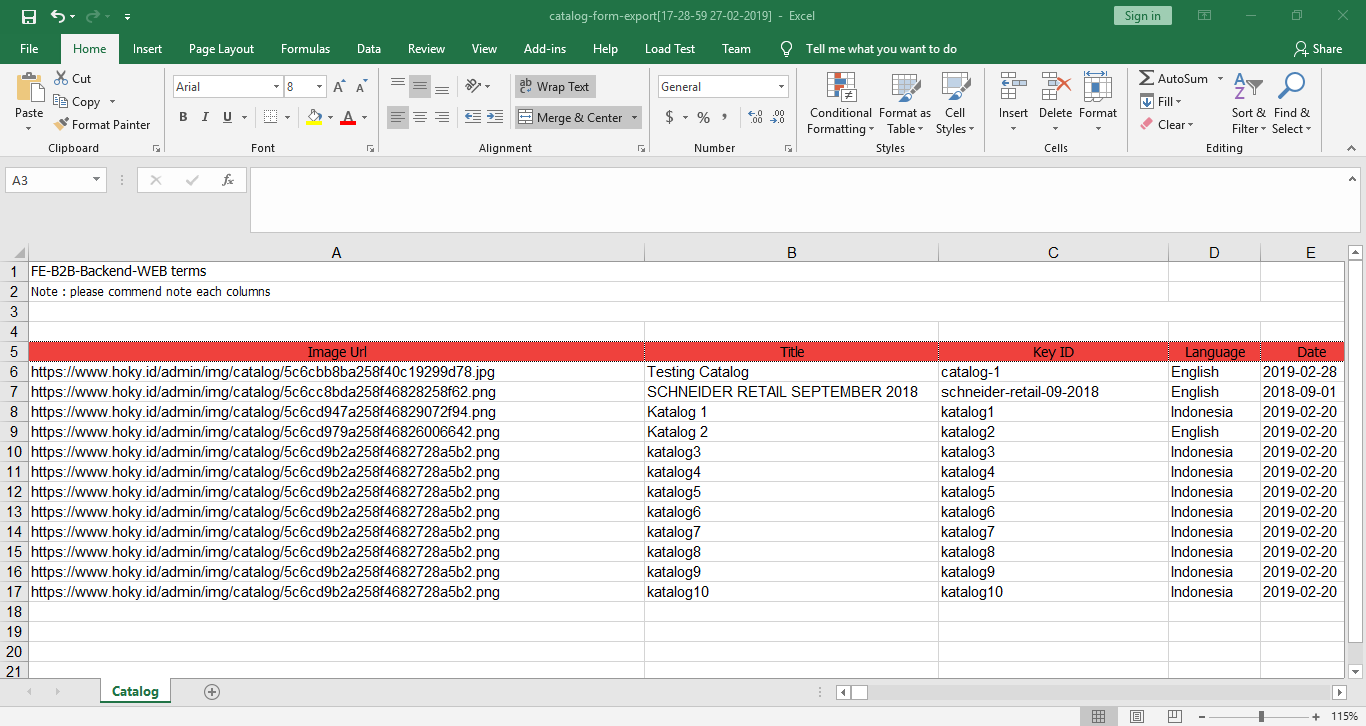 catalog-form-export[17-28-59 27-02-2019] - Excel
Sign in
File Home Insert Page Layout Formulas Data Review View Add-ins Help Load Test Team Tell me what you want to do Share
Paste
Cut
Copy
Format Painter
Clipboard
Arial 8
B I U A
Font
Wrap Text
Merge & Center
Alignment
General
$ % ,
Number
Conditional Formatting
Format as Table
Cell Styles
Styles
Insert Delete Format
Cells
AutoSum
Fill
Clear
Sort & Filter
Find & Select
Editing
A3 fx
A B C D E
1 FE-B2B-Backend-WEB terms
2 Note : please commend note each columns
3
4
5 Image Url Title Key ID Language Date
6 https://www.hoky.id/admin/img/catalog/5c6cbb8ba258f40c19299d78.jpg Testing Catalog catalog-1 English 2019-02-28
7 https://www.hoky.id/admin/img/catalog/5c6cc8bda258f46828258f62.png SCHNEIDER RETAIL SEPTEMBER 2018 schneider-retail-09-2018 English 2018-09-01
8 https://www.hoky.id/admin/img/catalog/5c6cd947a258f46829072f94.png Katalog 1 katalog1 Indonesia 2019-02-20
9 https://www.hoky.id/admin/img/catalog/5c6cd979a258f46826006642.png Katalog 2 katalog2 English 2019-02-20
10 https://www.hoky.id/admin/img/catalog/5c6cd9b2a258f4682728a5b2.png katalog3 katalog3 Indonesia 2019-02-20
11 https://www.hoky.id/admin/img/catalog/5c6cd9b2a258f4682728a5b2.png katalog4 katalog4 Indonesia 2019-02-20
12 https://www.hoky.id/admin/img/catalog/5c6cd9b2a258f4682728a5b2.png katalog5 katalog5 Indonesia 2019-02-20
13 https://www.hoky.id/admin/img/catalog/5c6cd9b2a258f4682728a5b2.png katalog6 katalog6 Indonesia 2019-02-20
14 https://www.hoky.id/admin/img/catalog/5c6cd9b2a258f4682728a5b2.png katalog7 katalog7 Indonesia 2019-02-20
15 https://www.hoky.id/admin/img/catalog/5c6cd9b2a258f4682728a5b2.png katalog8 katalog8 Indonesia 2019-02-20
16 https://www.hoky.id/admin/img/catalog/5c6cd9b2a258f4682728a5b2.png katalog9 katalog9 Indonesia 2019-02-20
17 https://www.hoky.id/admin/img/catalog/5c6cd9b2a258f4682728a5b2.png katalog10 katalog10 Indonesia 2019-02-20
18
19
20
21
Catalog
115%